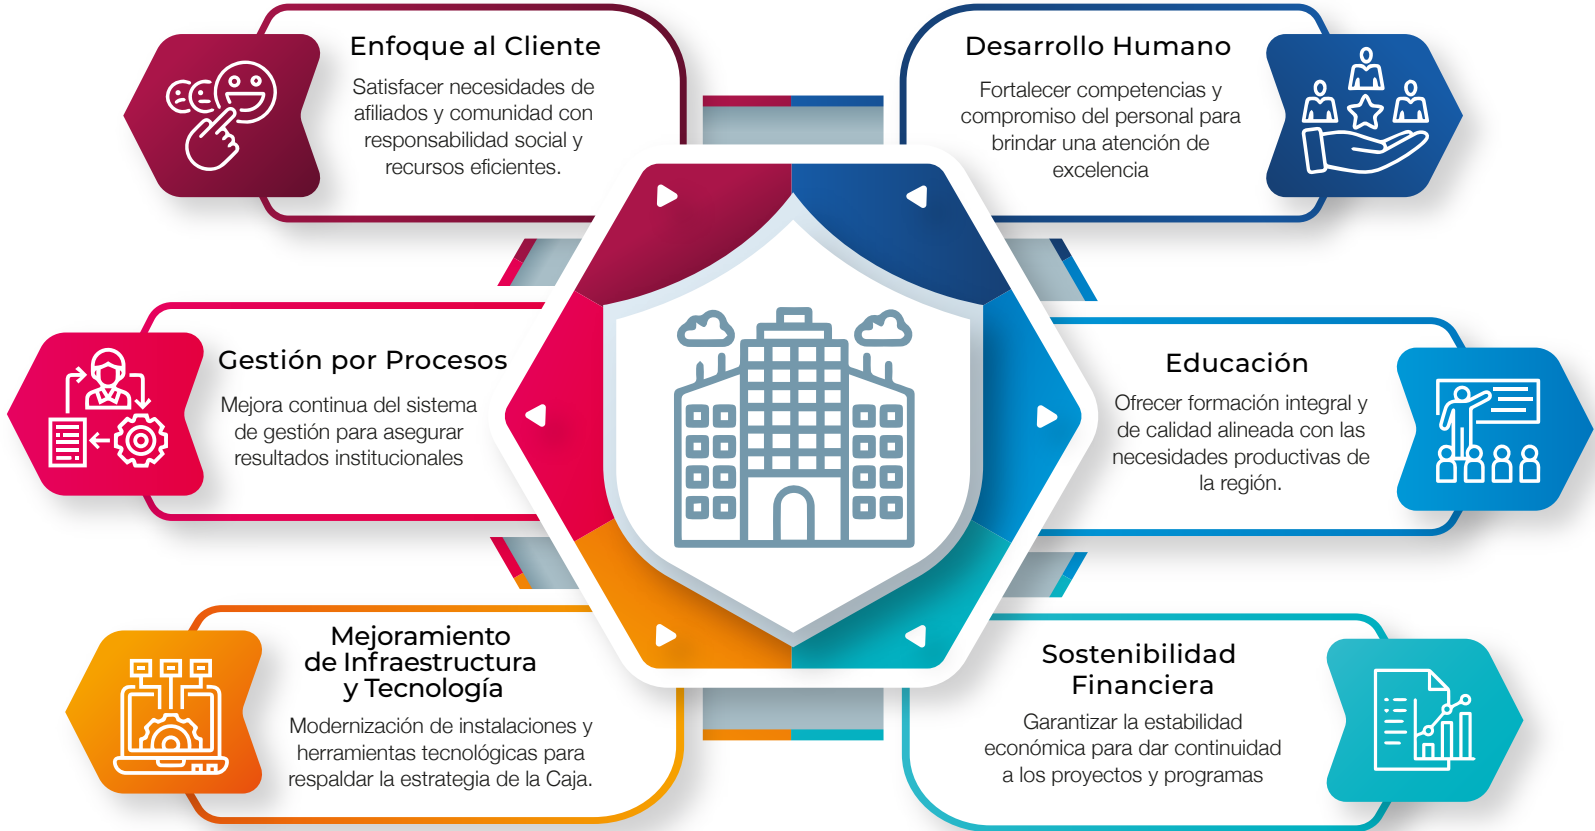 Enfoque al Cliente
Satisfacer necesidades de
afiliados y comunidad con
responsabilidad social y
recursos eficientes.
Desarrollo Humano
Fortalecer competencias y
compromiso del personal para
brindar una atención de
excelencia
Gestión por Procesos
Mejora continua del sistema
de gestión para asegurar
resultados institucionales
Educación
Ofrecer formación integral y
de calidad alineada con las
necesidades productivas de
la región.
Mejoramiento
de Infraestructura
y Tecnología
Modernización de instalaciones y
herramientas tecnológicas para
respaldar la estrategia de la Caja.
Sostenibilidad
Financiera
Garantizar la estabilidad
económica para dar continuidad
a los proyectos y programas